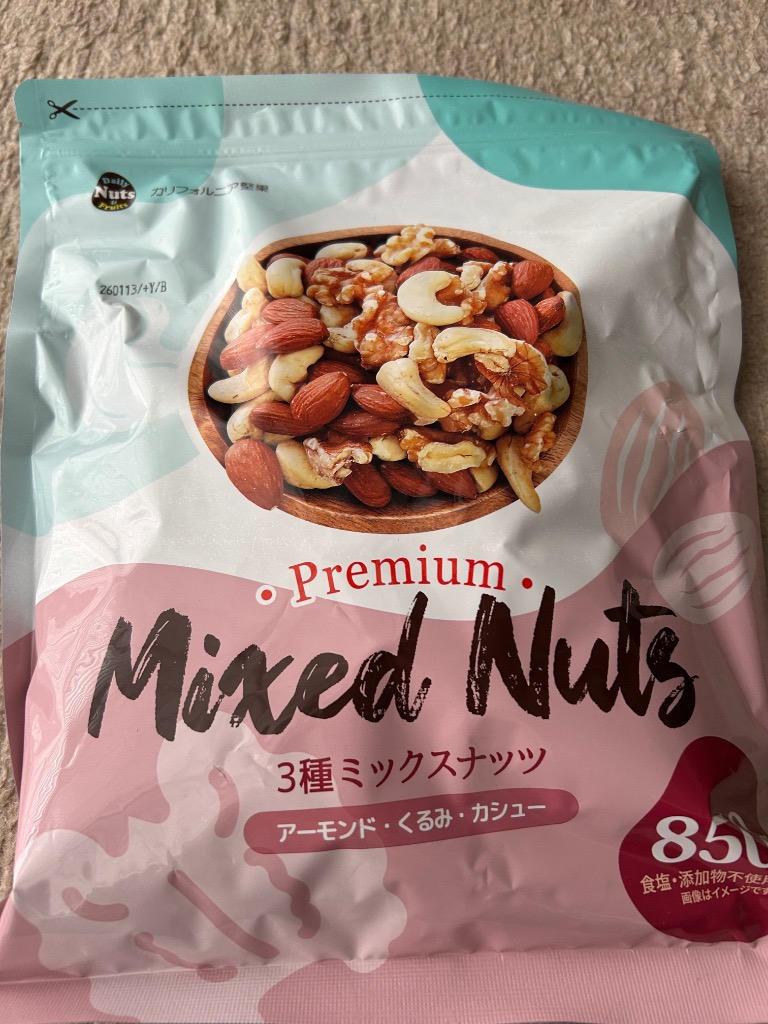 Daily
Nuts
&
Fruits
カリフォルニア堅果
260113/+Y/B
• Premium •
Mixed Nuts
3種ミックスナッツ
アーモンド・くるみ・カシュー
850
食塩・添加物不使用
画像はイメージです